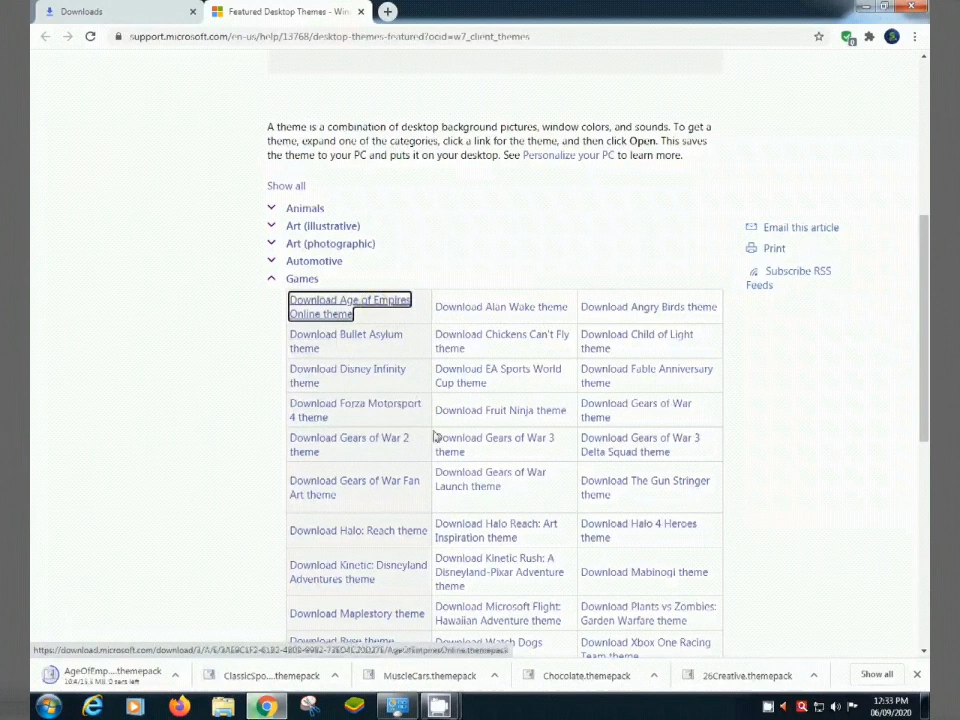 Downloads
Featured Desktop Themes - Win
support.microsoft.com/en-us/help/13768/desktop-themes-featured?ocid=w7_client_themes
A theme is a combination of desktop background pictures, window colors, and sounds. To get a
theme, expand one of the categories, click a link for the theme, and then click Open. This saves
the theme to your PC and puts it on your desktop. See Personalize your PC to learn more.
Show all
Animals
Art (illustrative)
Art (photographic)
Automotive
Games
Email this article
Print
Subscribe RSS
Feeds
Download Age of Empires
Online theme
Download Alan Wake theme
Download Angry Birds theme
Download Bullet Asylum
theme
Download Chickens Can't Fly
theme
Download Child of Light
theme
Download Disney Infinity
theme
Download EA Sports World
Cup theme
Download Fable Anniversary
theme
Download Forza Motorsport
4 theme
Download Fruit Ninja theme
Download Gears of War
theme
Download Gears of War 2
theme
Download Gears of War 3
theme
Download Gears of War 3
Delta Squad theme
Download Gears of War Fan
Art theme
Download Gears of War
Launch theme
Download The Gun Stringer
theme
Download Halo: Reach theme
Download Halo Reach: Art
Inspiration theme
Download Halo 4 Heroes
theme
Download Kinetic: Disneyland
Adventures theme
Download Kinetic Rush: A
Disneyland-Pixar Adventure
theme
Download Mabinogi theme
Download Maplestory theme
Download Microsoft Flight:
Hawaiian Adventure theme
Download Plants vs Zombies:
Garden Warfare theme
Download Ryse theme
Download Watch Dogs
Download Xbox One Racing
Team theme
AgeOfEmp....themepack
ClassicSpo....themepack
MuscleCars.themepack
Chocolate.themepack
26Creative.themepack
Show all
12:33 PM
06/09/2020